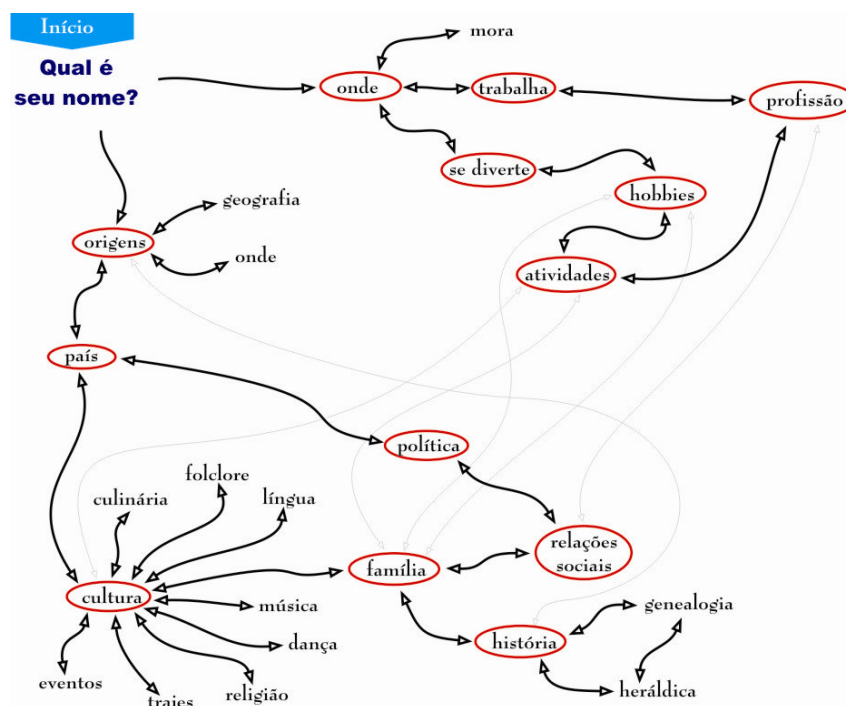 Início
Qual é
seu nome?
mora
onde
trabalha
profissão
se diverte
hobbies
geografia
origens
onde
atividades
país
política
folclore
culinária
língua
relações
sociais
família
cultura
música
genealogia
história
dança
eventos
religião
heráldica
trajes